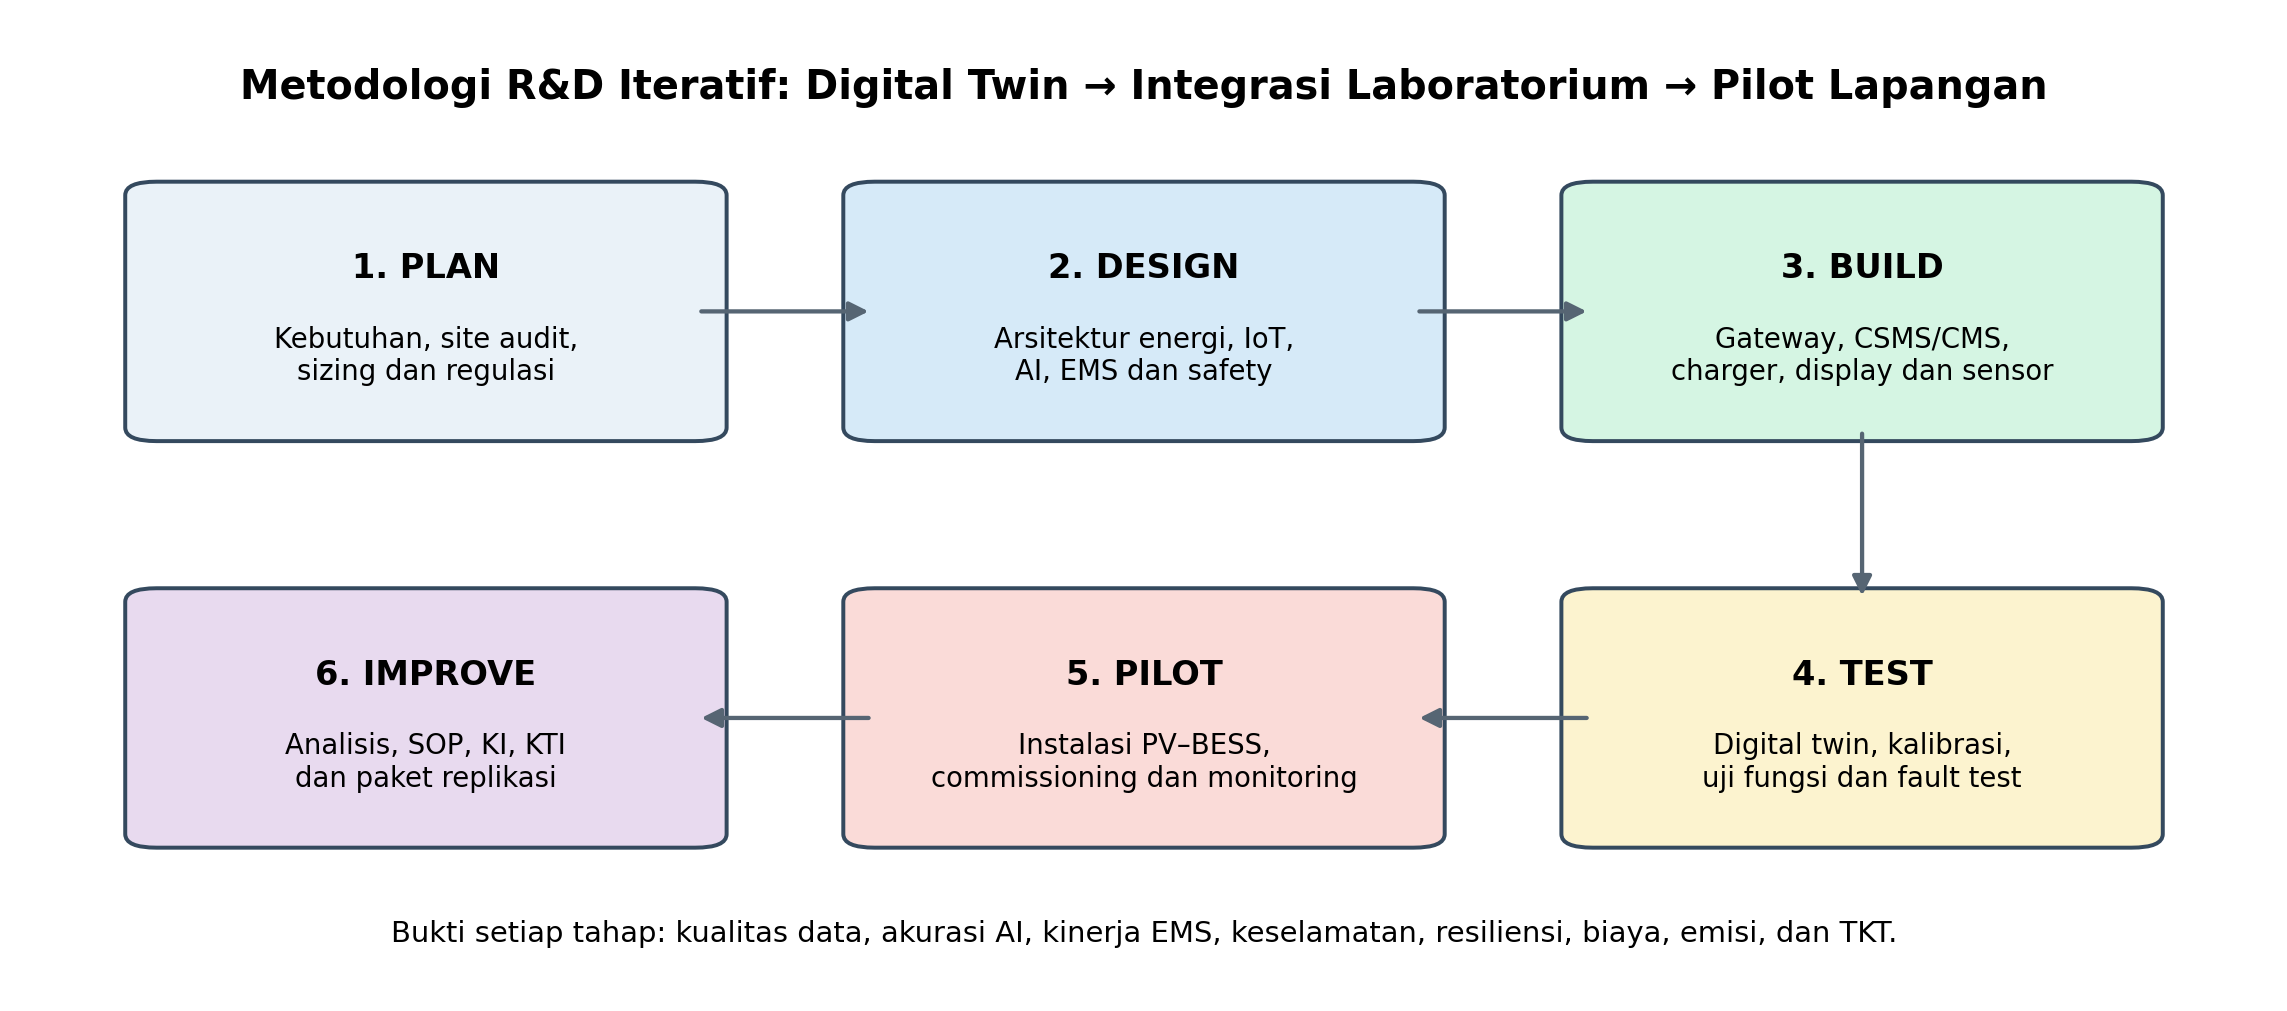 Metodologi R&D Iteratif: Digital Twin → Integrasi Laboratorium → Pilot Lapangan
1. PLAN
Kebutuhan, site audit,
sizing dan regulasi
2. DESIGN
Arsitektur energi, IoT,
AI, EMS dan safety
3. BUILD
Gateway, CSMS/CMS,
charger, display dan sensor
4. TEST
Digital twin, kalibrasi,
uji fungsi dan fault test
5. PILOT
Instalasi PV–BESS,
commissioning dan monitoring
6. IMPROVE
Analisis, SOP, KI, KTI
dan paket replikasi
Bukti setiap tahap: kualitas data, akurasi AI, kinerja EMS, keselamatan, resiliensi, biaya, emisi, dan TKT.